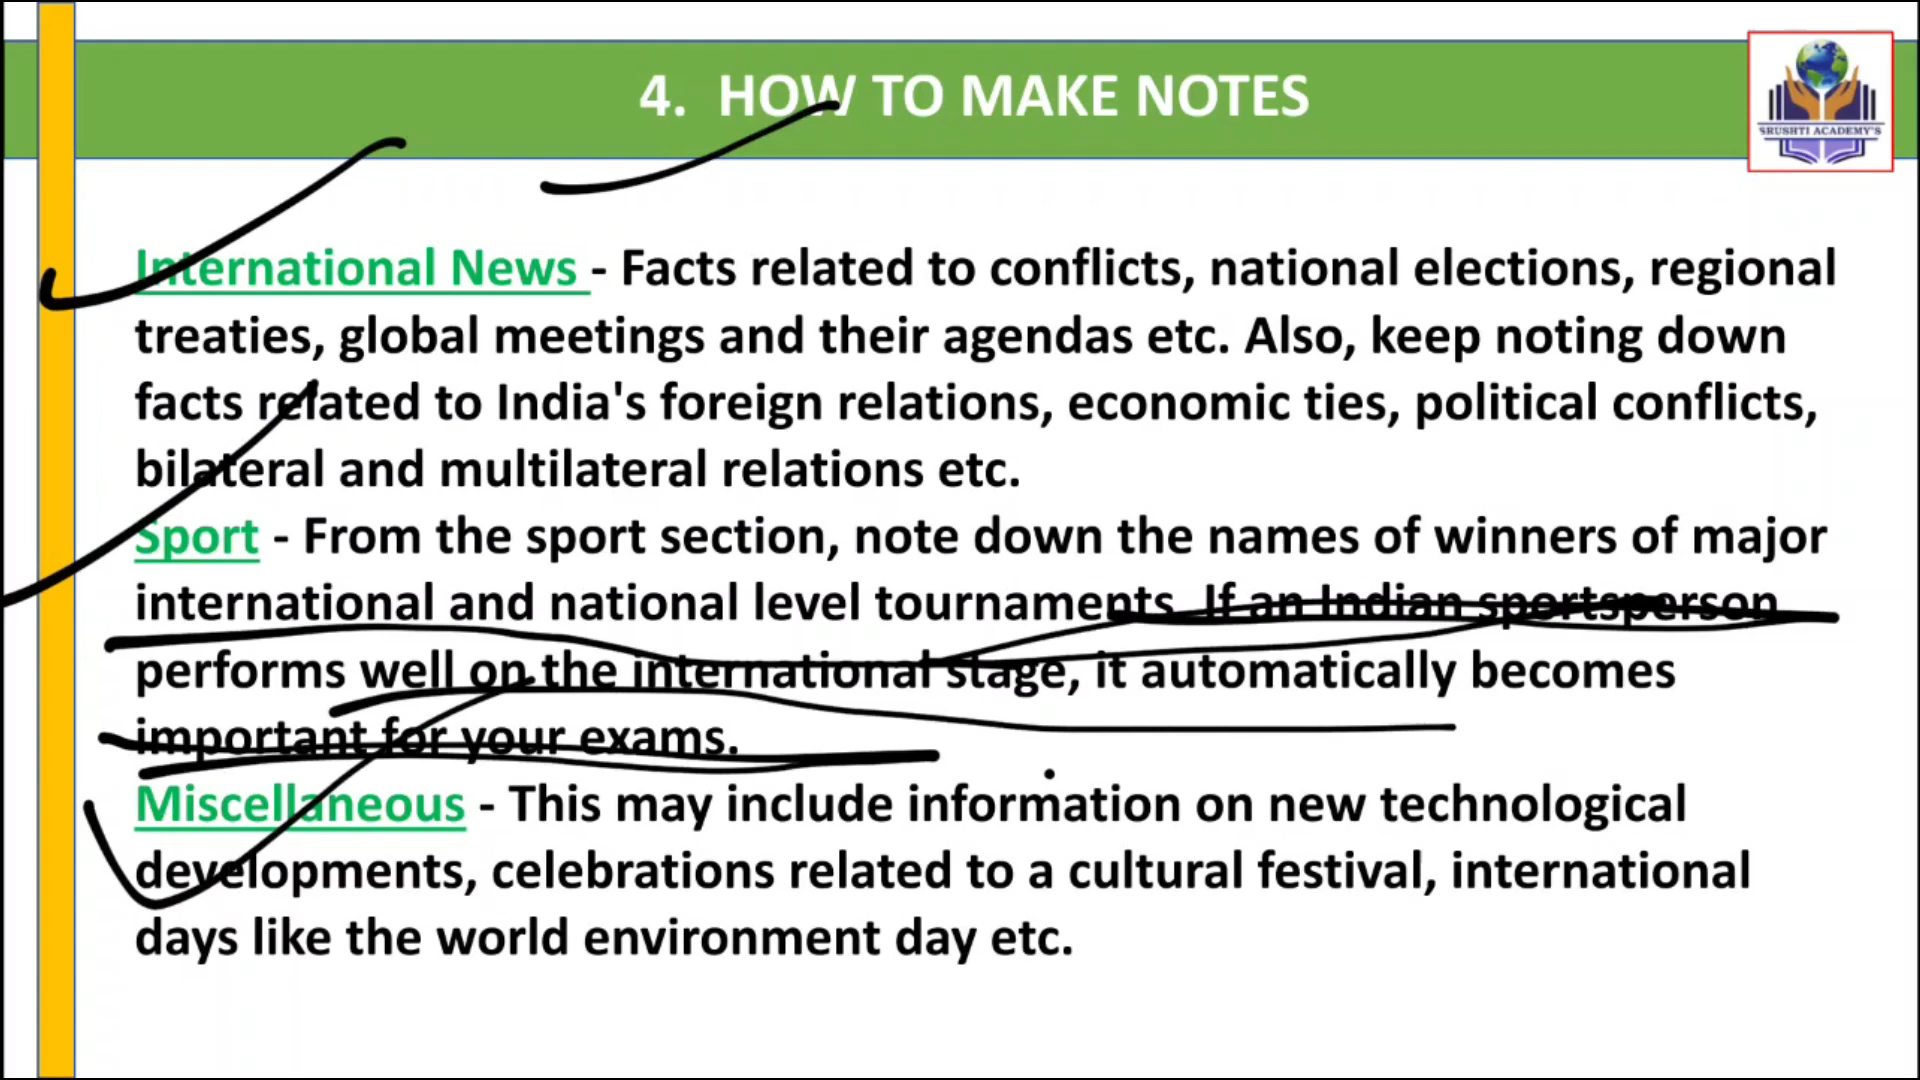 4. HOW TO MAKE NOTES
SRUSHTI ACADEMY'S
International News - Facts related to conflicts, national elections, regional
treaties, global meetings and their agendas etc. Also, keep noting down
facts related to India's foreign relations, economic ties, political conflicts,
bilateral and multilateral relations etc.
Sport - From the sport section, note down the names of winners of major
international and national level tournaments. If an Indian sportsperson
performs well on the international stage, it automatically becomes
important for your exams.
Miscellaneous - This may include information on new technological
developments, celebrations related to a cultural festival, international
days like the world environment day etc.